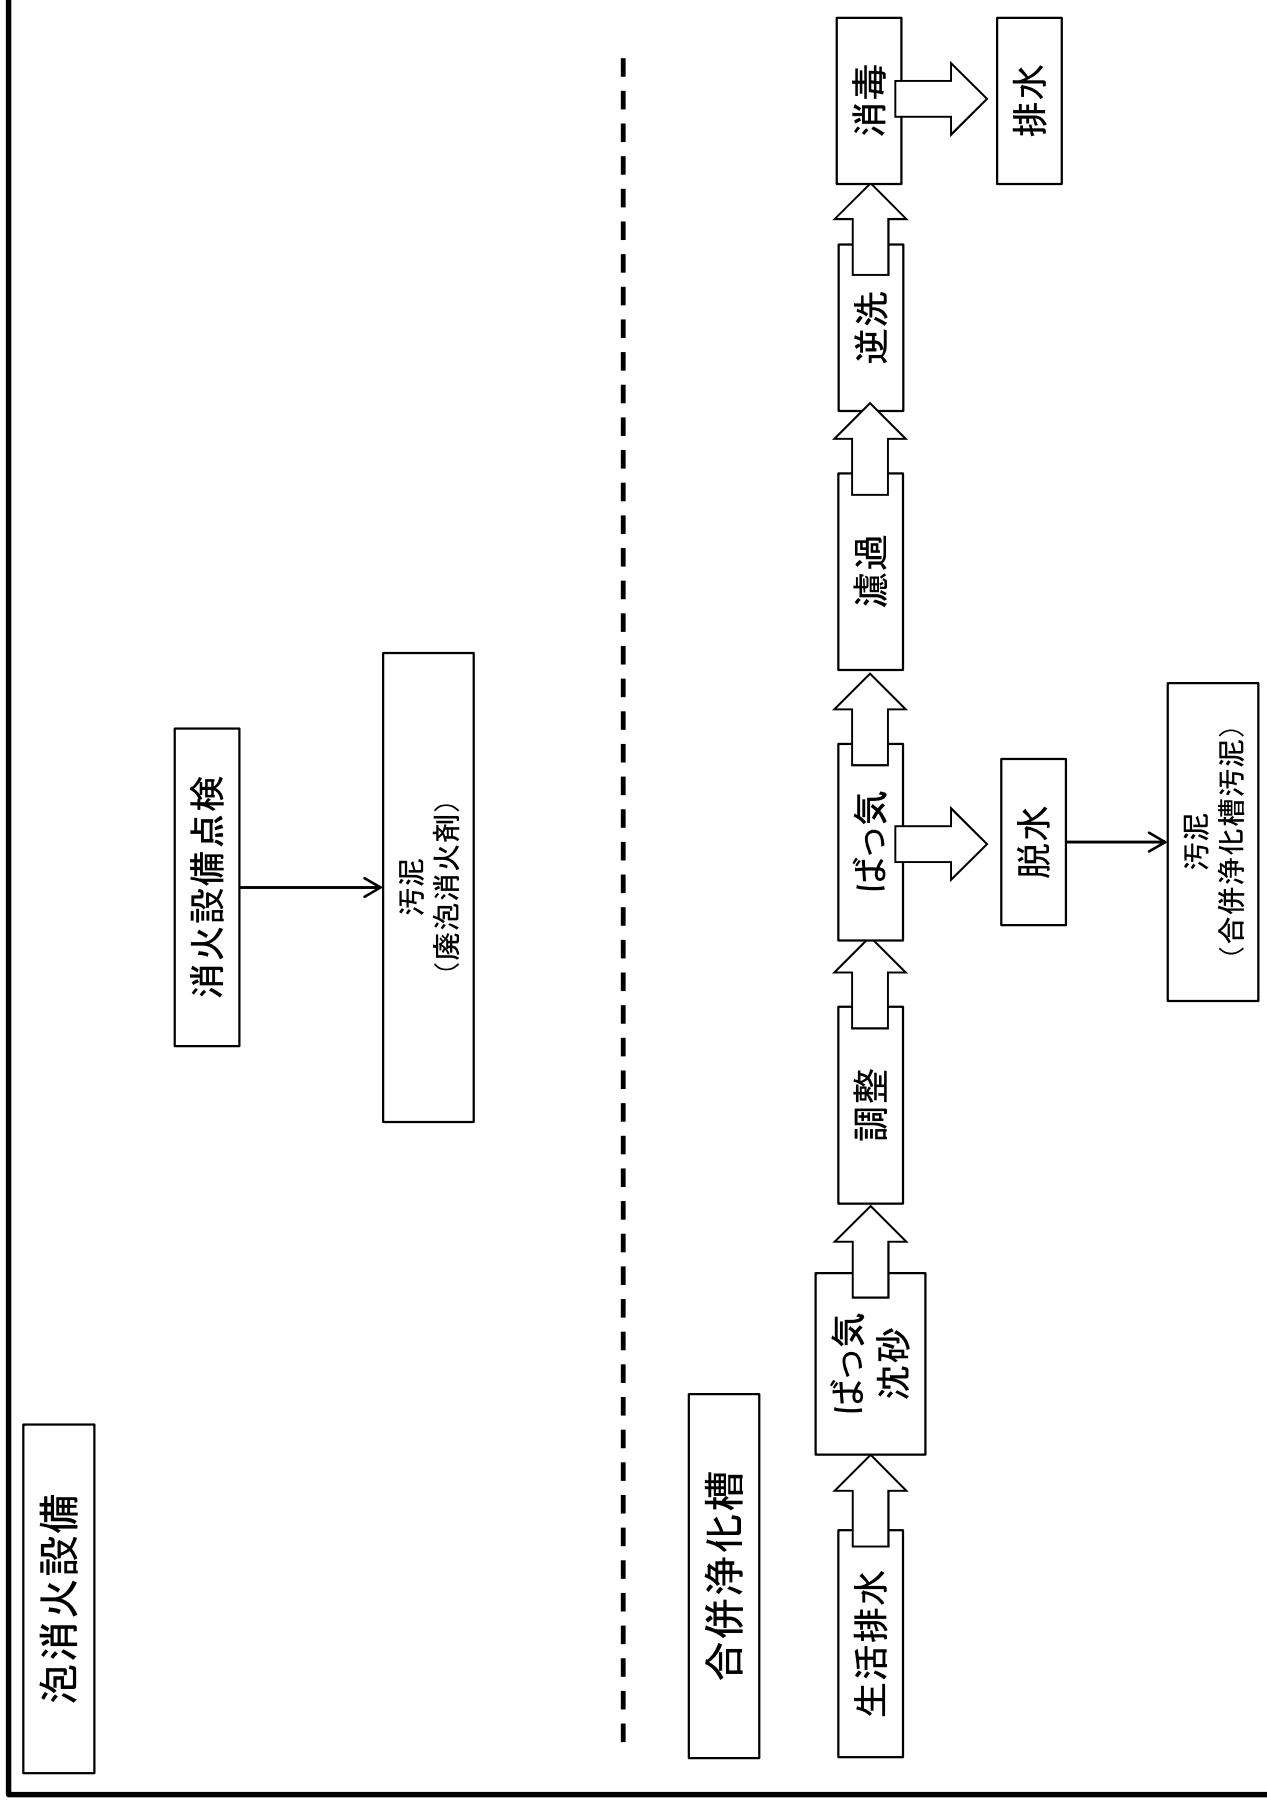 泡消火設備
消火設備点検
汚泥
（廃泡消火剤）
合併浄化槽
生活排水
ばっ気
沈砂
調整
ばっ気
濾過
逆洗
消毒
脱水
排水
汚泥
（合併浄化槽汚泥）